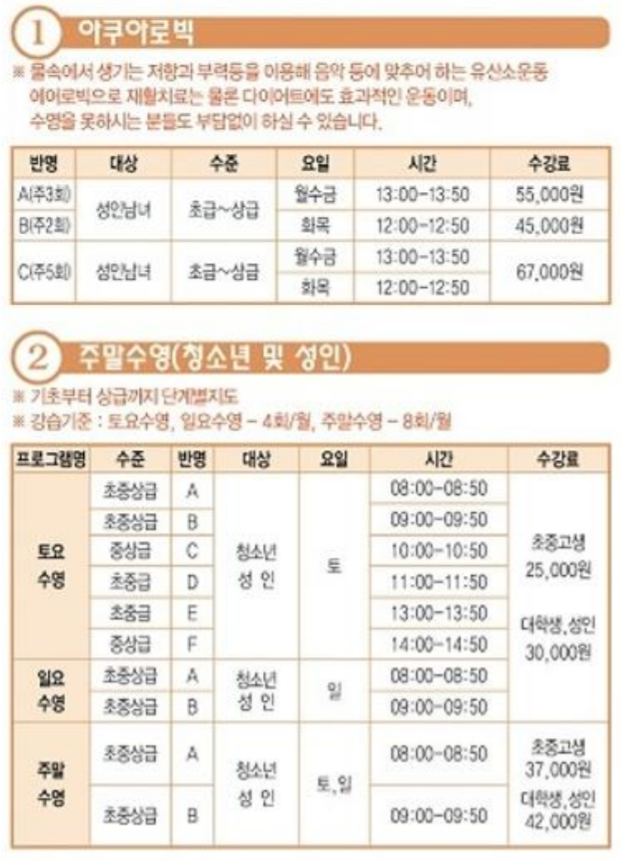 1 아쿠아로빅
※ 물속에서 생기는 저항과 부력등을 이용해 음악 등에 맞추어 하는 유산소운동
에어로빅으로 재활치료는 물론 다이어트에도 효과적인 운동이며,
수영을 못하시는 분들도 부담없이 하실 수 있습니다.
반명 대상 수준 요일 시간 수강료
A(주3회) 성인남녀 초급~상급 월수금 13:00-13:50 55,000원
B(주2회) 화목 12:00-12:50 45,000원
C(주5회) 성인남녀 초급~상급 월수금 13:00-13:50 67,000원
화목 12:00-12:50
2 주말수영(청소년 및 성인)
※ 기초부터 상급까지 단계별지도
※ 강습기준 : 토요수영, 일요수영 - 4회/월, 주말수영 - 8회/월
프로그램명 수준 반명 대상 요일 시간 수강료
토요 수영 초중상급 A 청소년 성 인 토 08:00-08:50 초중고생 25,000원 대학생,성인 30,000원
초중상급 B 09:00-09:50
중상급 C 10:00-10:50
초중급 D 11:00-11:50
초중급 E 13:00-13:50
중상급 F 14:00-14:50
일요 수영 초중상급 A 청소년 성 인 일 08:00-08:50
초중상급 B 09:00-09:50
주말 수영 초중상급 A 청소년 성 인 토,일 08:00-08:50 초중고생 37,000원
초중상급 B 09:00-09:50 대학생,성인 42,000원